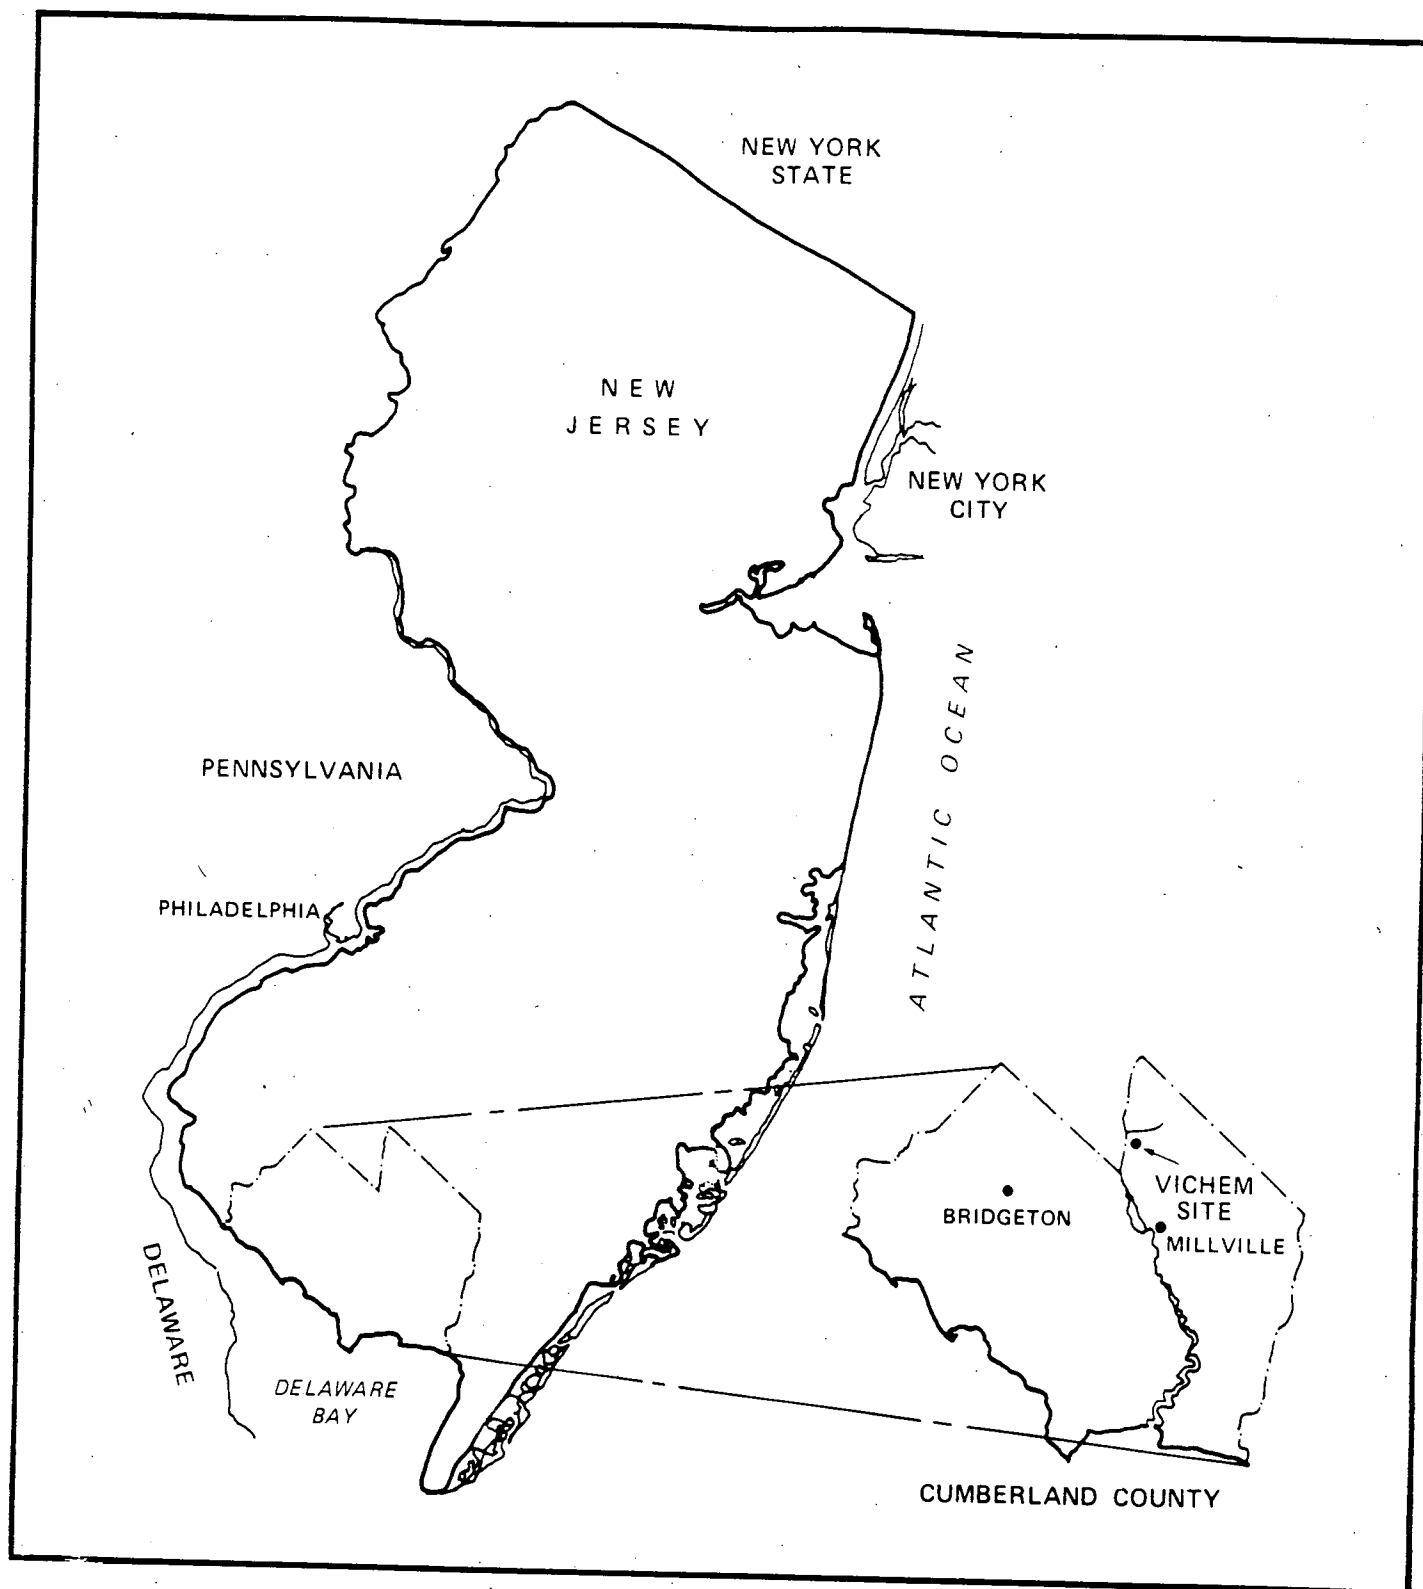 NEW YORK
STATE
NEW
JERSEY
NEW YORK
CITY
ATLANTIC OCEAN
PENNSYLVANIA
PHILADELPHIA
DELAWARE
DELAWARE
BAY
BRIDGETON
VICHEM
SITE
MILLVILLE
CUMBERLAND COUNTY